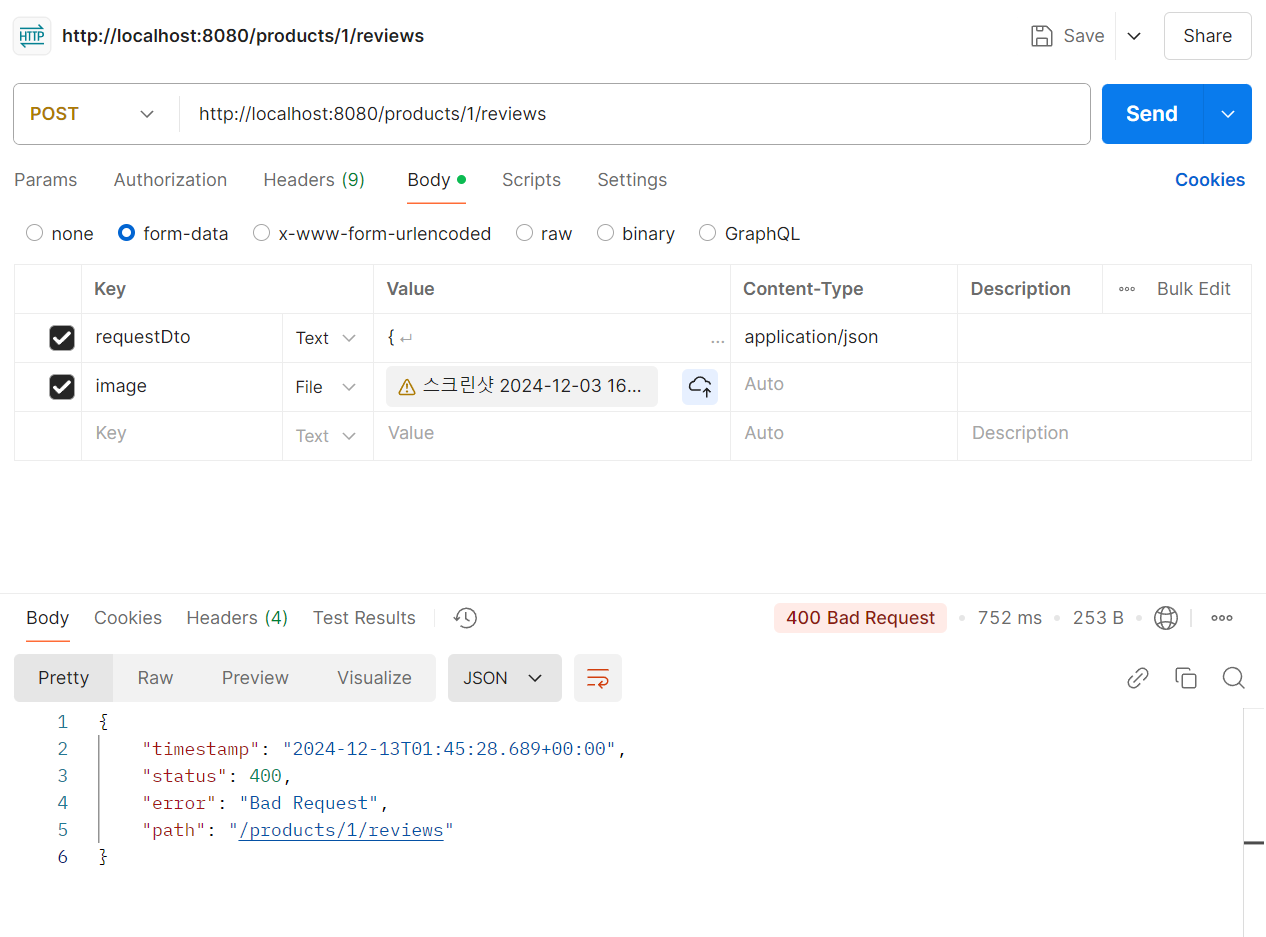 HTTP http://localhost:8080/products/1/reviews Save Share
POST http://localhost:8080/products/1/reviews Send
Params Authorization Headers (9) Body Scripts Settings Cookies
none form-data x-www-form-urlencoded raw binary GraphQL
Key Value Content-Type Description Bulk Edit
requestDto Text { ↵ ... application/json
image File 스크린샷 2024-12-03 16... Auto
Key Text Value Auto Description
Body Cookies Headers (4) Test Results 400 Bad Request 752 ms 253 B
Pretty Raw Preview Visualize JSON
1 {
2 "timestamp": "2024-12-13T01:45:28.689+00:00",
3 "status": 400,
4 "error": "Bad Request",
5 "path": "/products/1/reviews"
6 }